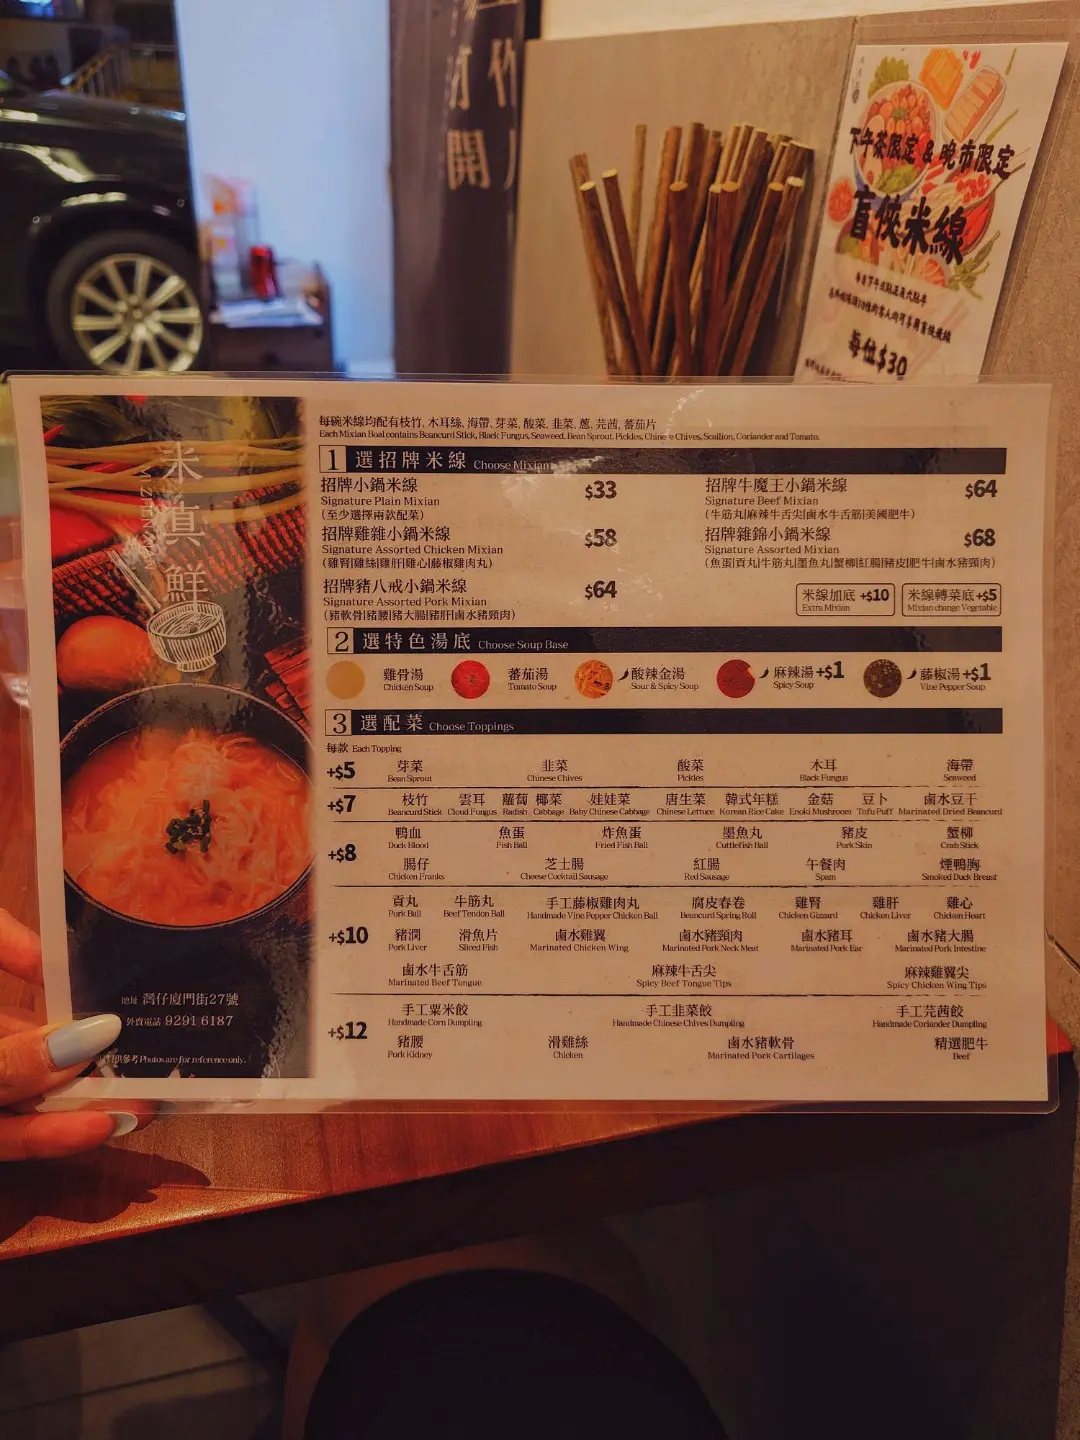 作
打
開
下午茶限定 & 晚市限定
盲俠米線
每位$30
每碗米線均配有枝竹, 木耳絲, 海帶, 芽菜, 酸菜, 韭菜, 蔥, 芫茜, 蕃茄片
Each Mixian Boal contains Beancurd Stick, Black Fungus, Seaweed, Bean Sprout, Pickles, Chinese Chives, Scallion, Coriander and Tomato.
米真鮮
1 選招牌米線 Choose Mixian
招牌小鍋米線 $33
Signature Plain Mixian
(至少選擇兩款配菜)
招牌牛魔王小鍋米線 $64
Signature Beef Mixian
(牛筋丸|麻辣牛舌尖|鹵水牛舌筋|美國肥牛)
招牌雞雜小鍋米線 $58
Signature Assorted Chicken Mixian
(雞腎|雞絲|雞肝|雞心|藤椒雞肉丸)
招牌雜錦小鍋米線 $68
Signature Assorted Mixian
(魚蛋|貢丸|牛筋丸|墨魚丸|蟹柳|紅腸|豬皮|肥牛|鹵水豬頸肉)
招牌豬八戒小鍋米線 $64
Signature Assorted Pork Mixian
(豬軟骨|豬腰|豬大腸|豬肝|鹵水豬頸肉)
米線加底 +$10
Extra Mixian
米線轉菜底 +$5
Mixian change Vegetable
2 選特色湯底 Choose Soup Base
雞骨湯 蕃茄湯 酸辣金湯 麻辣湯 +$1 藤椒湯 +$1
Chicken Soup Tomato Soup Sour & Spicy Soup Spicy Soup Vine Pepper Soup
3 選配菜 Choose Toppings
每款 Each Topping
+$5 芽菜 韭菜 酸菜 木耳 海帶
Bean Sprout Chinese Chives Pickles Black Fungus Seaweed
+$7 枝竹 雲耳 蘿蔔 椰菜 娃娃菜 唐生菜 韓式年糕 金菇 豆卜 鹵水豆干
Beancurd Stick Cloud Fungus Radish Cabbage Baby Chinese Cabbage Chinese Lettuce Korean Rice Cake Enoki Mushroom Tofu Puff Marinated Dried Beancurd
+$8 鴨血 魚蛋 炸魚蛋 墨魚丸 豬皮 蟹柳
Duck Blood Fish Ball Fried Fish Ball Cuttlefish Ball Pork Skin Crab Stick
腸仔 芝士腸 紅腸 午餐肉 煙鴨胸
Chicken Franks Cheese Cocktail Sausage Red Sausage Spam Smoked Duck Breast
+$10 貢丸 牛筋丸 手工藤椒雞肉丸 腐皮春卷 雞腎 雞肝 雞心
Pork Ball Beef Tendon Ball Handmade Vine Pepper Chicken Ball Beancurd Spring Roll Chicken Gizzard Chicken Liver Chicken Heart
豬潤 滑魚片 鹵水雞翼 鹵水豬頸肉 鹵水豬耳 鹵水豬大腸
Pork Liver Sliced Fish Marinated Chicken Wing Marinated Pork Neck Meat Marinated Pork Ear Marinated Pork Intestine
鹵水牛舌筋 麻辣牛舌尖 麻辣雞翼尖
Marinated Beef Tongue Spicy Beef Tongue Tips Spicy Chicken Wing Tips
+$12 手工粟米餃 手工韭菜餃 手工芫茜餃
Handmade Corn Dumpling Handmade Chinese Chives Dumpling Handmade Coriander Dumpling
豬腰 滑雞絲 鹵水豬軟骨 精選肥牛
Pork Kidney Chicken Marinated Pork Cartilages Beef
地址 灣仔廈門街27號
外賣電話 9291 6187
供參考 Photos are for reference only.